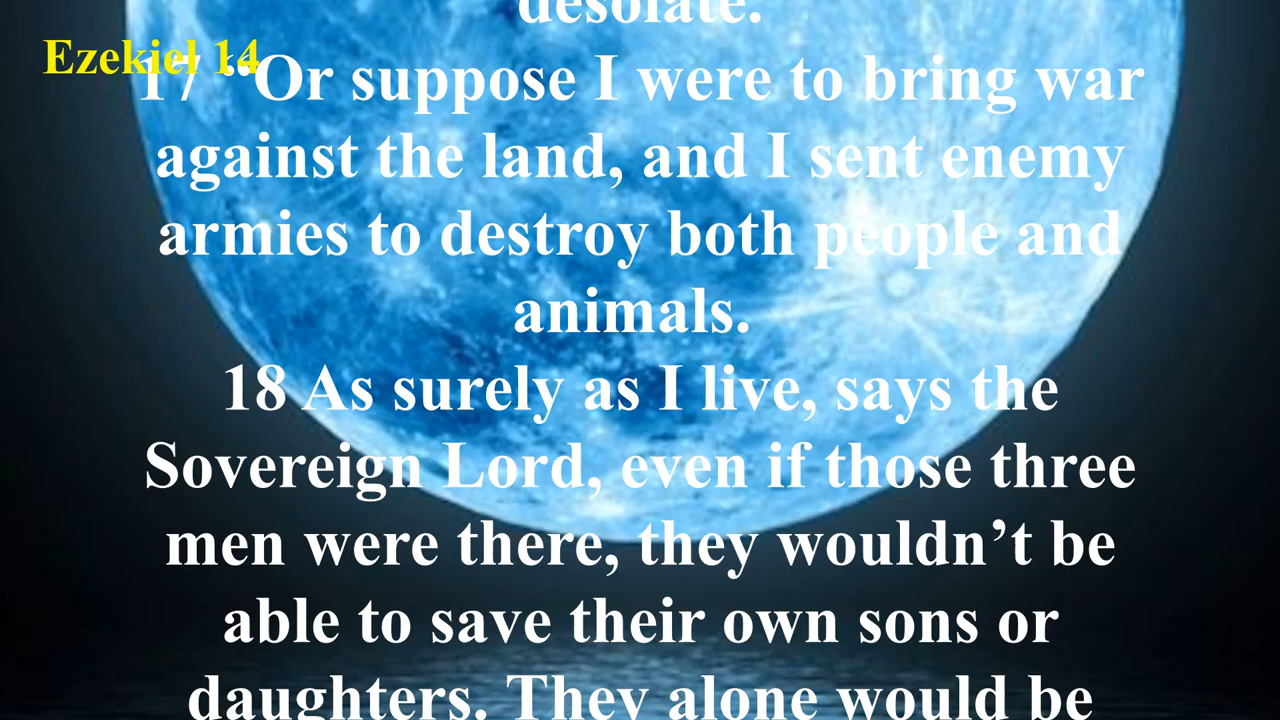 desolate.
Ezekiel 14
17 “Or suppose I were to bring war
against the land, and I sent enemy
armies to destroy both people and
animals.
18 As surely as I live, says the
Sovereign Lord, even if those three
men were there, they wouldn’t be
able to save their own sons or
daughters. They alone would be